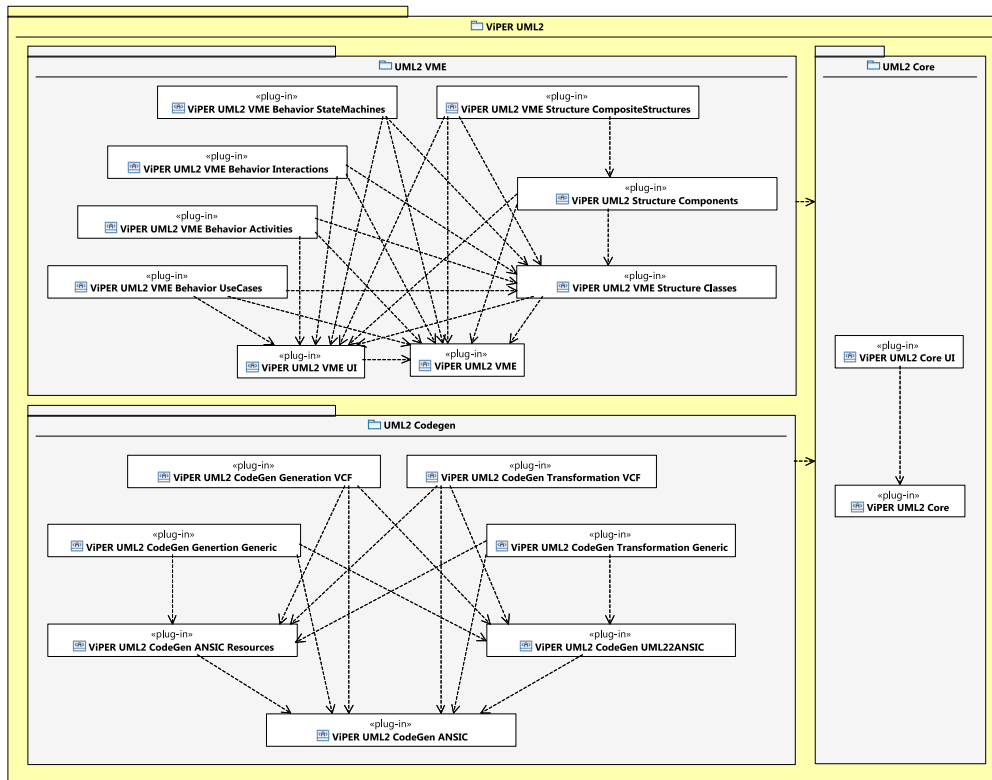 ViPER UML2
UML2 VME
UML2 Core
«plug-in»
ViPER UML2 VME Behavior StateMachines
«plug-in»
ViPER UML2 VME Structure CompositeStructures
«plug-in»
ViPER UML2 VME Behavior Interactions
«plug-in»
ViPER UML2 Structure Components
«plug-in»
ViPER UML2 VME Behavior Activities
«plug-in»
ViPER UML2 VME Behavior UseCases
«plug-in»
ViPER UML2 VME Structure Classes
«plug-in»
ViPER UML2 VME UI
«plug-in»
ViPER UML2 VME
«plug-in»
ViPER UML2 Core UI
«plug-in»
ViPER UML2 Core
UML2 Codegen
«plug-in»
ViPER UML2 CodeGen Generation VCF
«plug-in»
ViPER UML2 CodeGen Transformation VCF
«plug-in»
ViPER UML2 CodeGen Genertion Generic
«plug-in»
ViPER UML2 CodeGen Transformation Generic
«plug-in»
ViPER UML2 CodeGen ANSIC Resources
«plug-in»
ViPER UML2 CodeGen UML22ANSIC
«plug-in»
ViPER UML2 CodeGen ANSIC